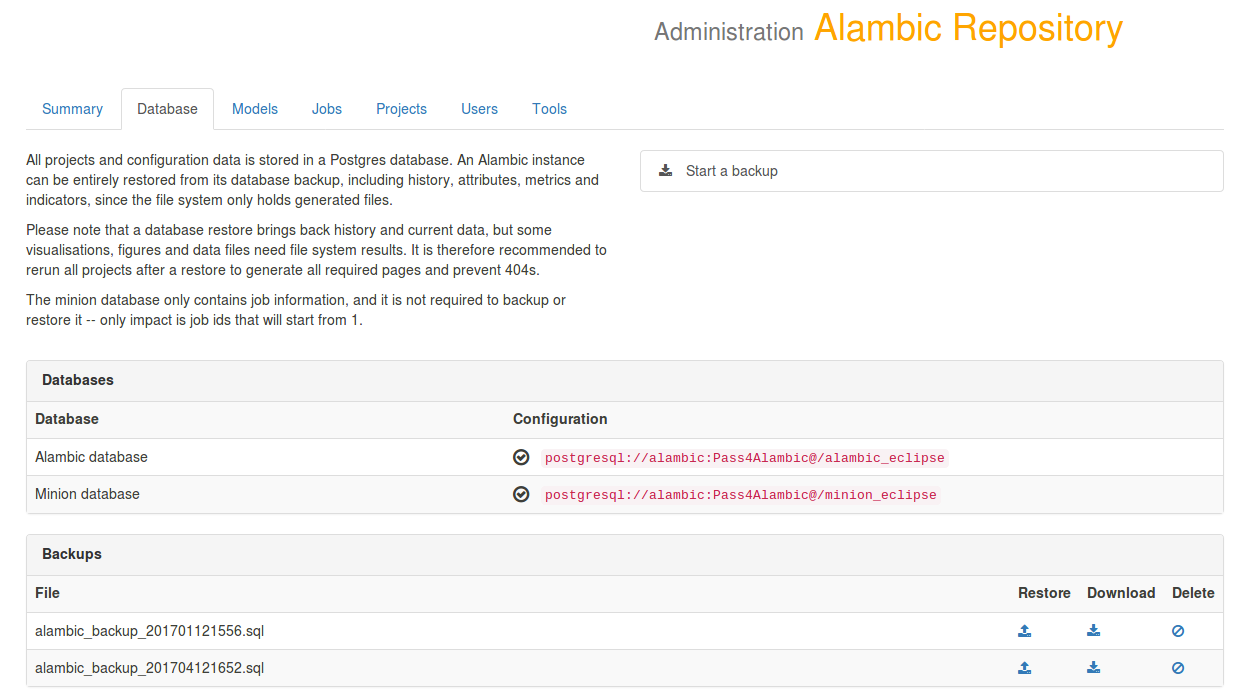 Administration Alambic Repository
Summary Database Models Jobs Projects Users Tools
All projects and configuration data is stored in a Postgres database. An Alambic instance
can be entirely restored from its database backup, including history, attributes, metrics and
indicators, since the file system only holds generated files.
Please note that a database restore brings back history and current data, but some
visualisations, figures and data files need file system results. It is therefore recommended to
rerun all projects after a restore to generate all required pages and prevent 404s.
The minion database only contains job information, and it is not required to backup or
restore it -- only impact is job ids that will start from 1.
Start a backup
Databases
Database Configuration
Alambic database postgresql://alambic:Pass4Alambic@/alambic_eclipse
Minion database postgresql://alambic:Pass4Alambic@/minion_eclipse
Backups
File Restore Download Delete
alambic_backup_201701121556.sql
alambic_backup_201704121652.sql